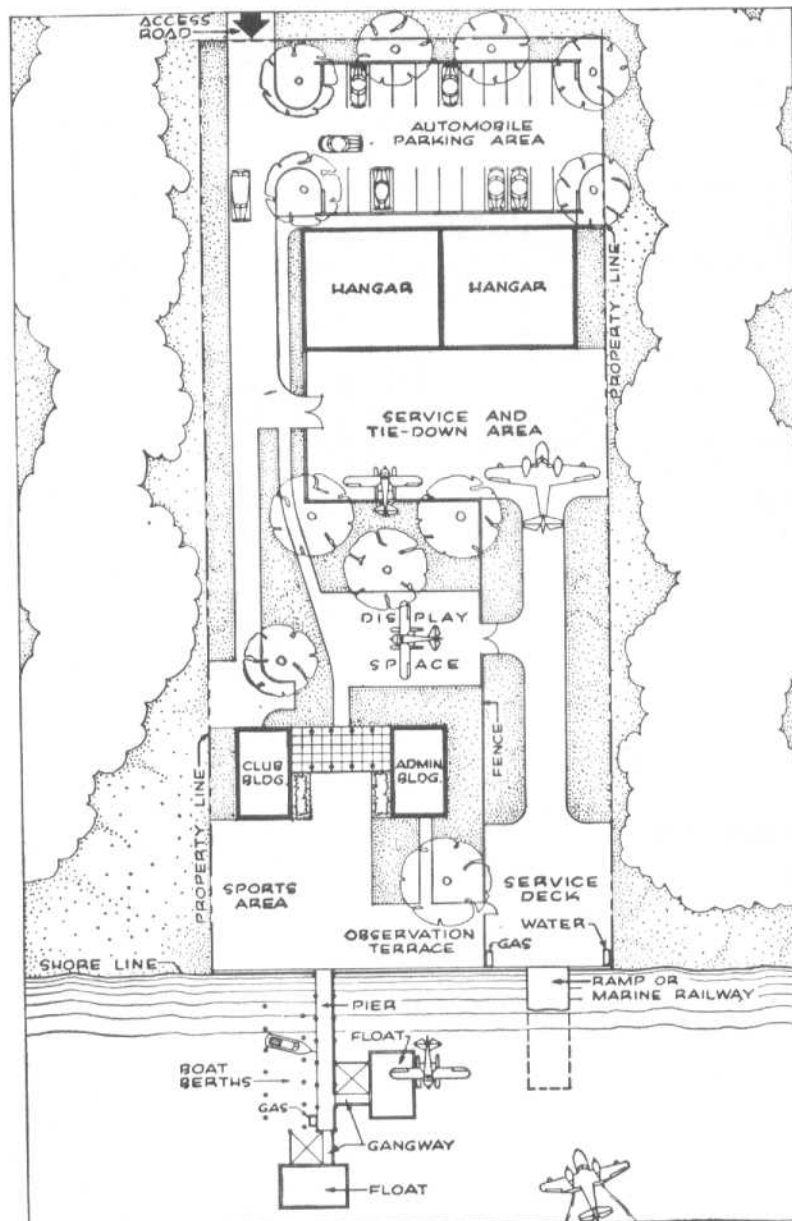 ACCESS
ROAD
AUTOMOBILE
PARKING AREA
HANGAR
HANGAR
PROPERTY LINE
SERVICE AND
TIE-DOWN AREA
DISPLAY
SPACE
FENCE
CLUB
BLDG.
ADMIN.
BLDG.
PROPERTY LINE
SPORTS
AREA
SERVICE
DECK
OBSERVATION
TERRACE
GAS
WATER
SHORE LINE
RAMP OR
MARINE RAILWAY
PIER
FLOAT
BOAT
BERTHS
GAS
GANGWAY
FLOAT